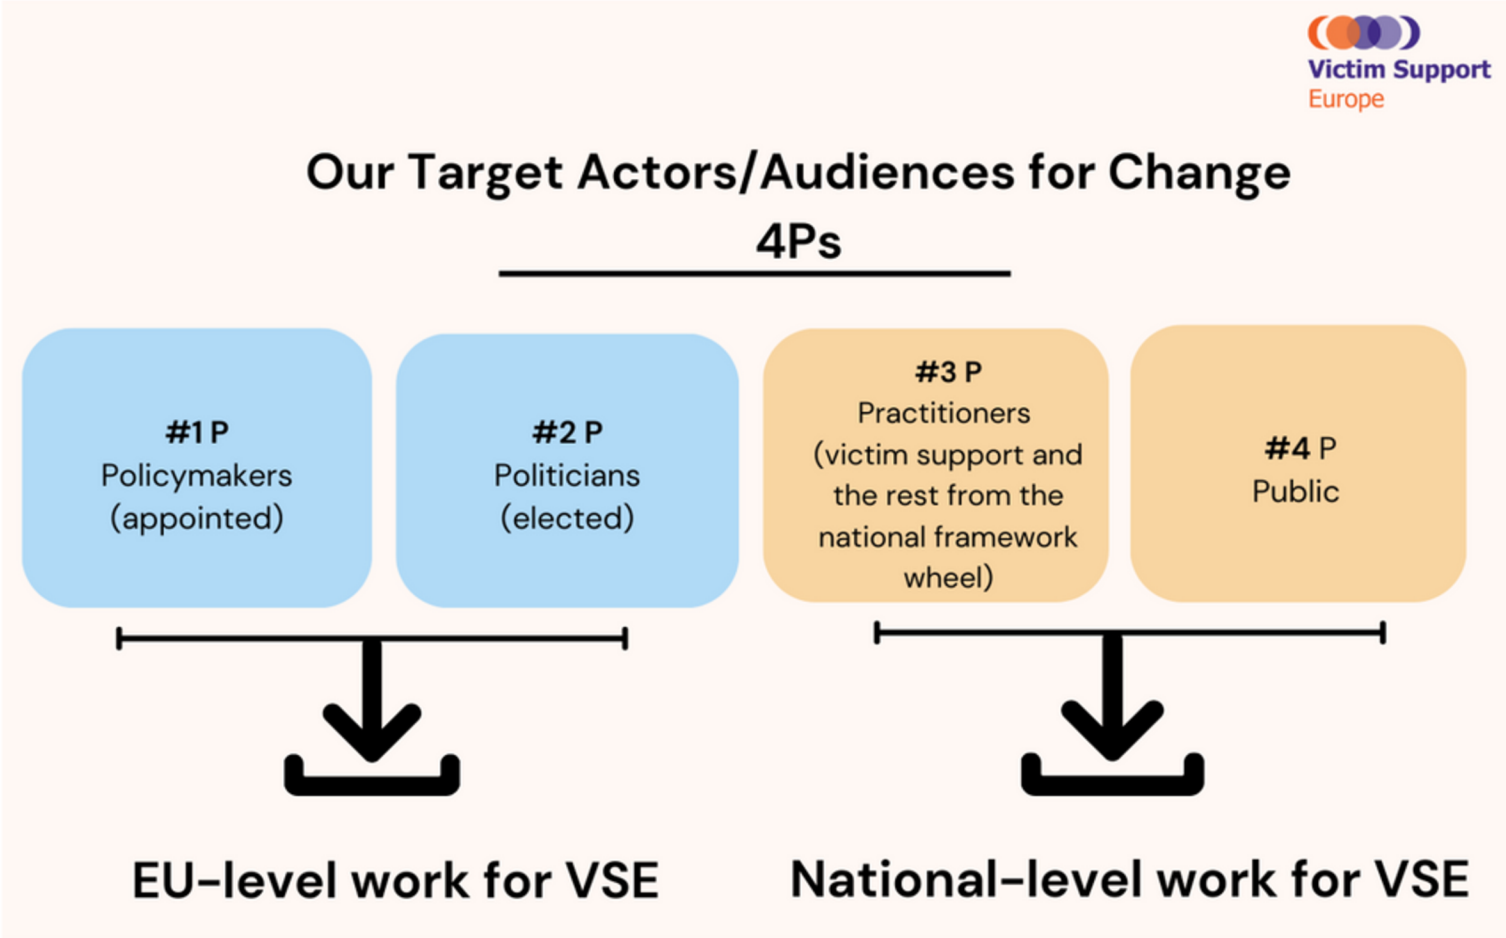 Victim Support
Europe
Our Target Actors/Audiences for Change
4Ps
#1 P
Policymakers
(appointed)
#2 P
Politicians
(elected)
#3 P
Practitioners
(victim support and
the rest from the
national framework
wheel)
#4 P
Public
EU-level work for VSE
National-level work for VSE